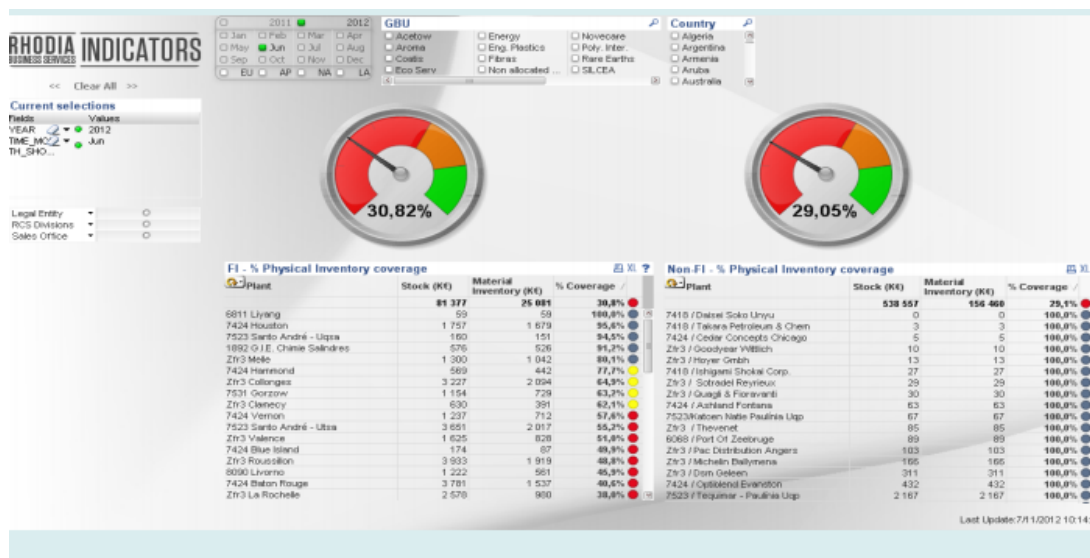 RHODIA INDICATORS
BUSINESS SERVICES
<< Clear All >>
Current selections
Fields Values
YEAR 2012
TIME_MO... Jun
TH_SHO...
Legal Entity
RCS Divisions
Sales Office
2011 2012
Jan Feb Mar Apr
May Jun Jul Aug
Sep Oct Nov Dec
EU AP NA LA
GBU
Acetow Energy Novecare
Aroma Eng. Plastics Poly. Inter.
Coatis Fibras Rare Earths
Eco Serv Non allocated ... SILCEA
Country
Algeria
Argentina
Armenia
Aruba
Australia
30,82%
29,05%
FI - % Physical Inventory coverage XL ?
Plant Stock (K€) Material Inventory (K€) % Coverage
81 377 25 081 30,8%
6811 Liyang 59 59 100,0%
7424 Houston 1 757 1 679 95,6%
7523 Santo André - Uqsa 160 151 94,5%
1892 G.I.E. Chimie Salindres 576 526 91,2%
Zfr3 Melle 1 300 1 042 80,1%
7424 Hammond 569 442 77,7%
Zfr3 Collonges 3 227 2 094 64,9%
7531 Gorzow 1 154 729 63,2%
Zfr3 Clamecy 630 391 62,1%
7424 Vernon 1 237 712 57,6%
7523 Santo André - Utsa 3 651 2 017 55,2%
Zfr3 Valence 1 625 828 51,0%
7424 Blue Island 174 87 49,9%
Zfr3 Roussillon 3 933 1 919 48,8%
8090 Livorno 1 222 561 45,9%
7424 Baton Rouge 3 781 1 537 40,6%
Zfr3 La Rochelle 2 578 980 38,0%
Non-FI - % Physical Inventory coverage XL
Plant Stock (K€) Material Inventory (K€) % Coverage
538 557 156 460 29,1%
7418 / Daisei Soko Unyu 0 0 100,0%
7418 / Takara Petroleum & Chem 3 3 100,0%
7424 / Cedar Concepts Chicago 5 5 100,0%
Zfr3 / Goodyear Wittlich 10 10 100,0%
Zfr3 / Hoyer Gmbh 13 13 100,0%
7418 / Ishigami Shokai Corp. 27 27 100,0%
Zfr3 / Sotradel Reyrieux 29 29 100,0%
Zfr3 / Quagli & Fioravanti 30 30 100,0%
7424 / Ashland Fontana 63 63 100,0%
7523/Katoen Natie Paulínia Uqp 67 67 100,0%
Zfr3 / Thevenet 85 85 100,0%
6068 / Port Of Zeebruge 89 89 100,0%
Zfr3 / Pac Distribution Angers 103 103 100,0%
Zfr3 / Michelin Ballymena 166 166 100,0%
Zfr3 / Dsm Geleen 311 311 100,0%
7424 / Optiblend Evanston 432 432 100,0%
7523 / Tequimar - Paulínia Uqp 2 167 2 167 100,0%
Last Update:7/11/2012 10:14: